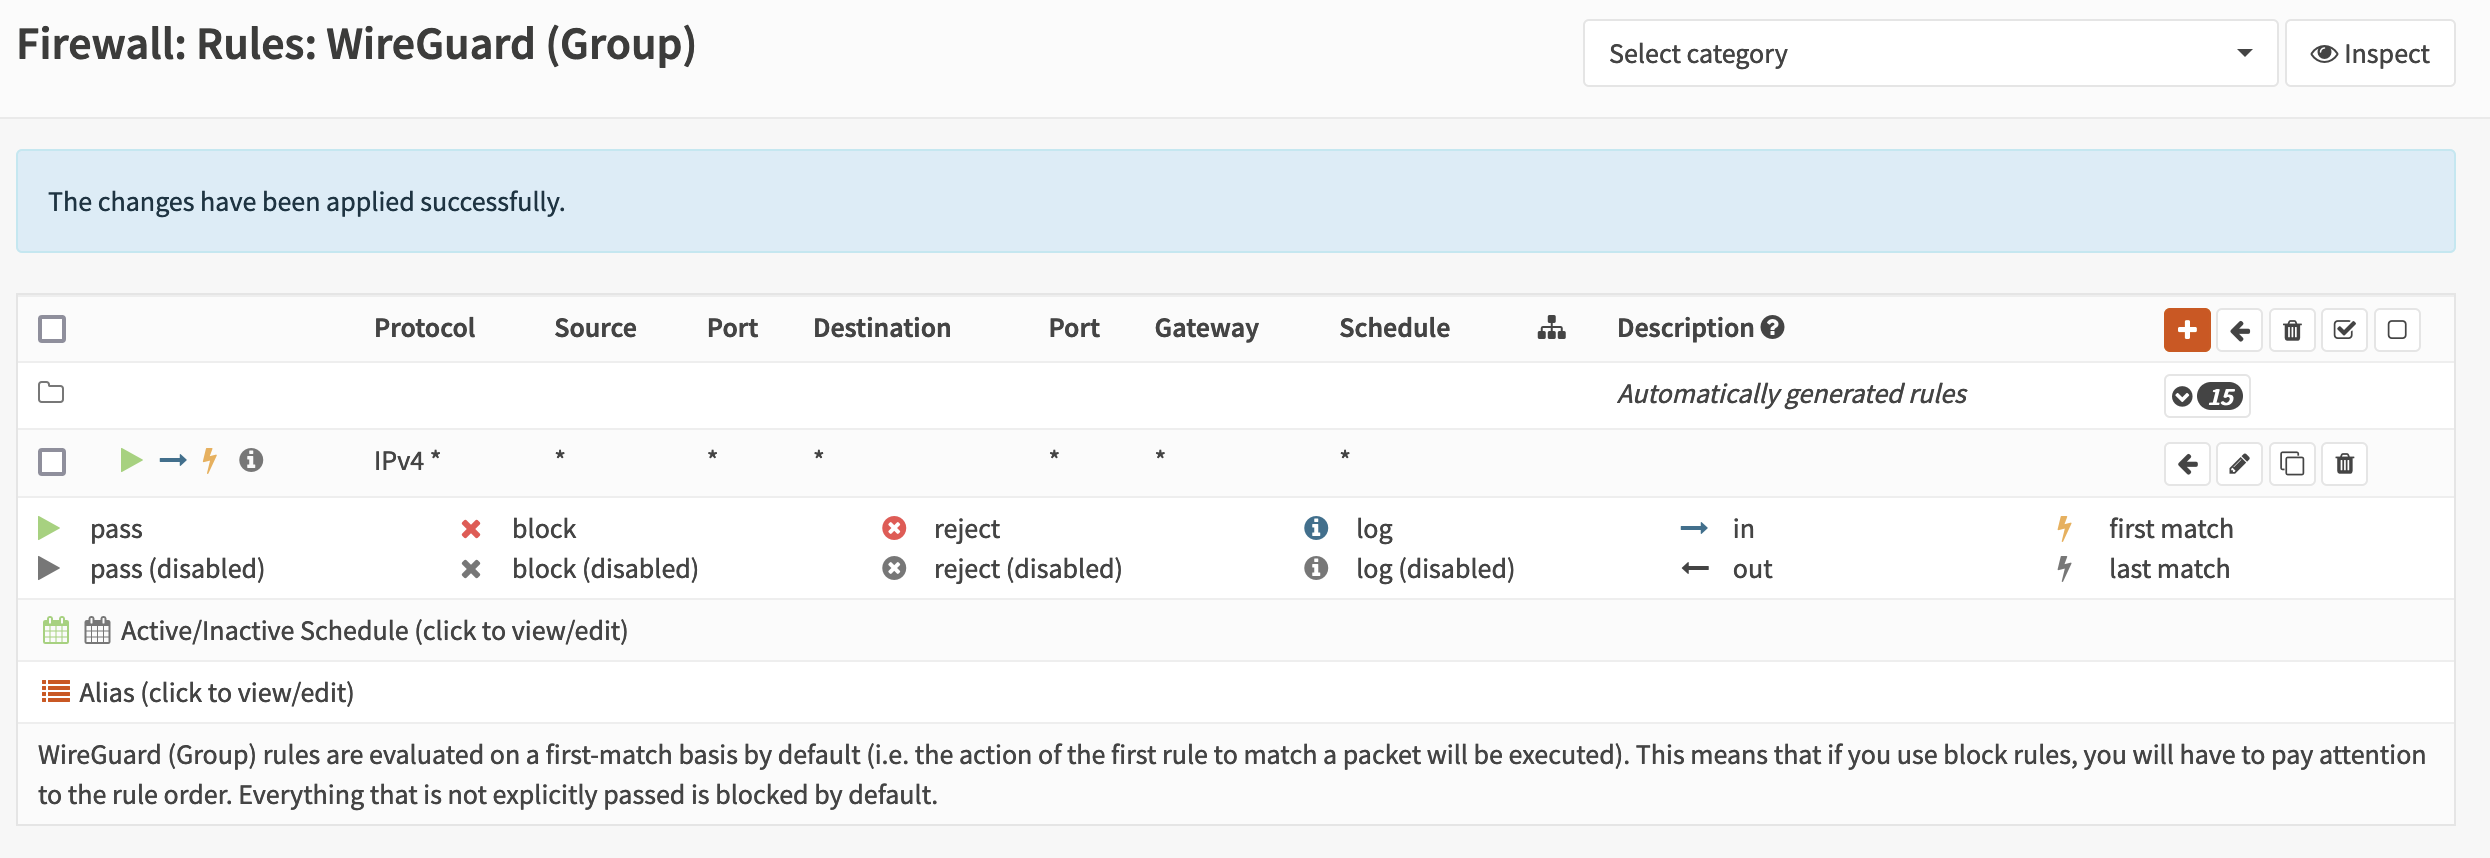 Firewall: Rules: WireGuard (Group)
Select category
Inspect
The changes have been applied successfully.
Protocol Source Port Destination Port Gateway Schedule Description
Automatically generated rules 15
IPv4 * * * * * * *
pass block reject log in first match
pass (disabled) block (disabled) reject (disabled) log (disabled) out last match
Active/Inactive Schedule (click to view/edit)
Alias (click to view/edit)
WireGuard (Group) rules are evaluated on a first-match basis by default (i.e. the action of the first rule to match a packet will be executed). This means that if you use block rules, you will have to pay attention
to the rule order. Everything that is not explicitly passed is blocked by default.